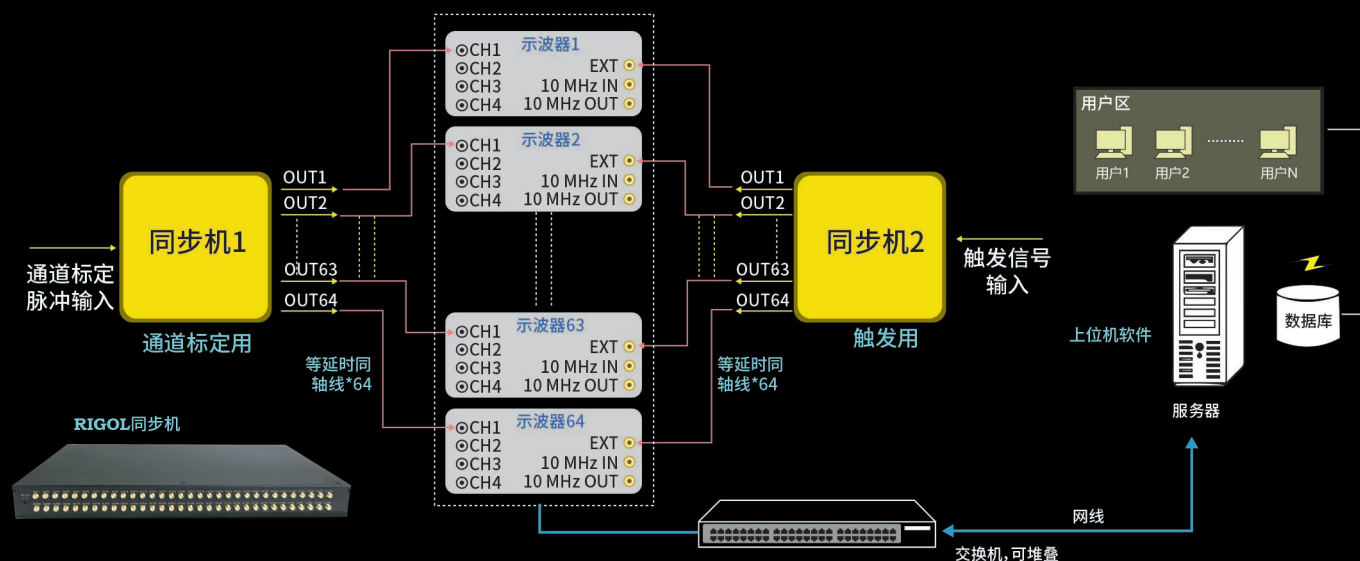 通道标定
脉冲输入
同步机1
通道标定用
OUT1
OUT2
OUT63
OUT64
等延时同
轴线*64
示波器1
CH1
CH2
CH3
CH4
EXT
10 MHz IN
10 MHz OUT
示波器2
CH1
CH2
CH3
CH4
EXT
10 MHz IN
10 MHz OUT
示波器63
CH1
CH2
CH3
CH4
EXT
10 MHz IN
10 MHz OUT
示波器64
CH1
CH2
CH3
CH4
EXT
10 MHz IN
10 MHz OUT
OUT1
OUT2
OUT63
OUT64
等延时同
轴线*64
同步机2
触发用
触发信号
输入
用户区
用户1
用户2
用户N
上位机软件
服务器
数据库
网线
交换机,可堆叠
RIGOL同步机